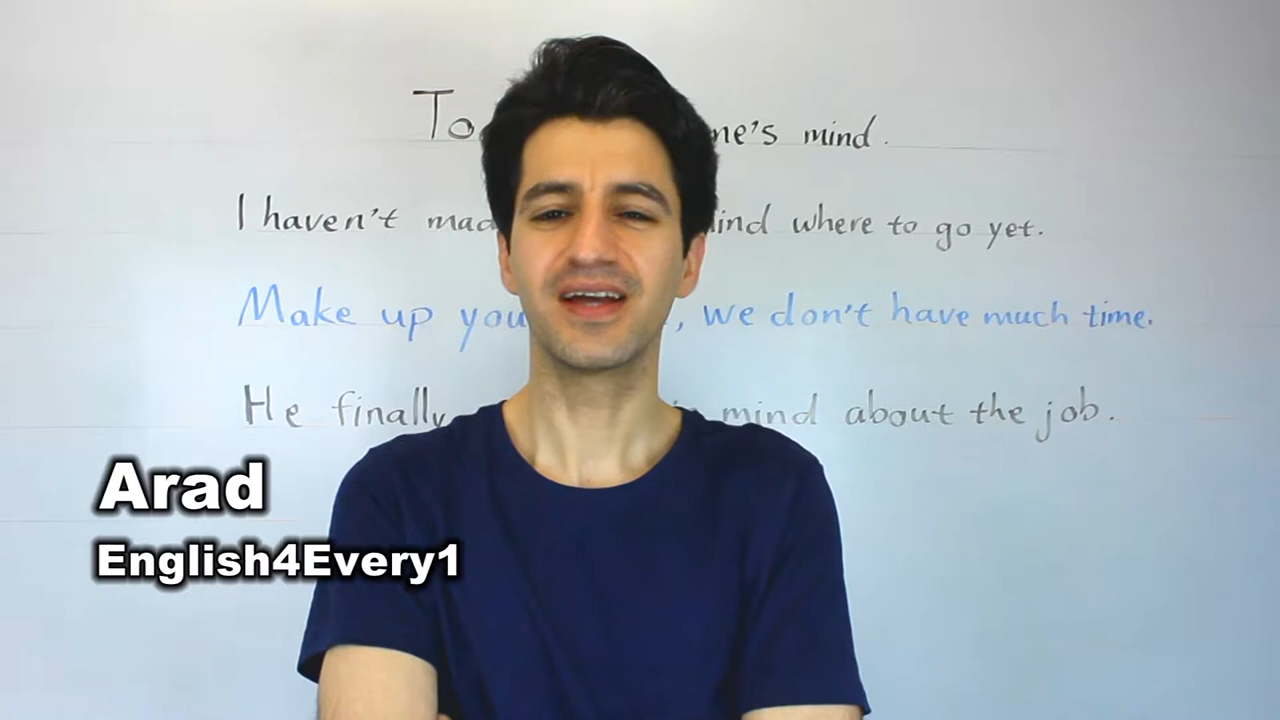 To ne's mind.
I haven't mad ind where to go yet.
Make up you , we don't have much time.
He finally mind about the job.
Arad
English4Every1